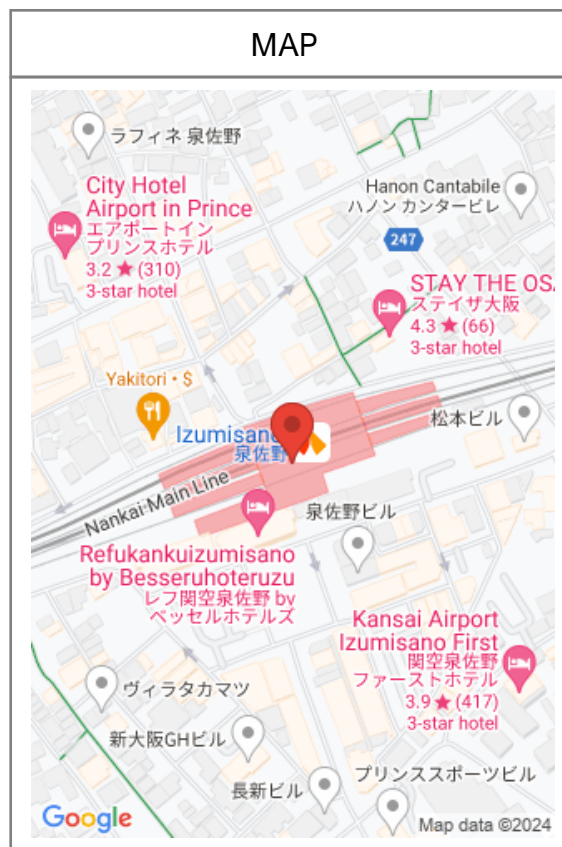 MAP
ラフィネ 泉佐野
City Hotel
Airport in Prince
エアポートイン
プリンスホテル
3.2 ★ (310)
3-star hotel
Hanon Cantabile
ハノン カンタービレ
247
STAY THE OSA
ステイザ大阪
4.3 ★ (66)
3-star hotel
Yakitori • $
松本ビル
Izumisano
泉佐野
Nankai Main Line
泉佐野ビル
Refukankuizumisano
by Besseruhoteruzu
レフ関空泉佐野 by
ベッセルホテルズ
Kansai Airport
Izumisano First
関空泉佐野
ファーストホテル
3.9 ★ (417)
3-star hotel
ヴィラタカマツ
新大阪GHビル
長新ビル
プリンススポーツビル
Google
Map data ©2024